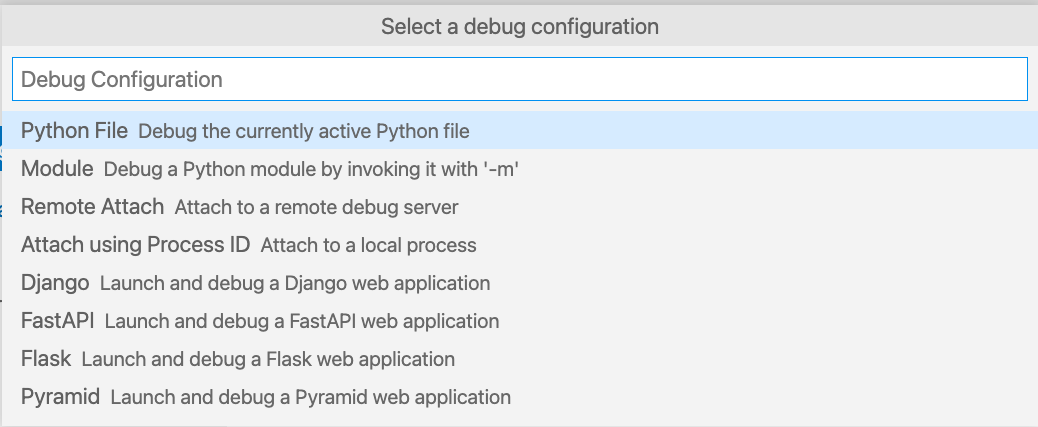 Select a debug configuration
Debug Configuration
Python File Debug the currently active Python file
Module Debug a Python module by invoking it with '-m'
Remote Attach Attach to a remote debug server
Attach using Process ID Attach to a local process
Django Launch and debug a Django web application
FastAPI Launch and debug a FastAPI web application
Flask Launch and debug a Flask web application
Pyramid Launch and debug a Pyramid web application